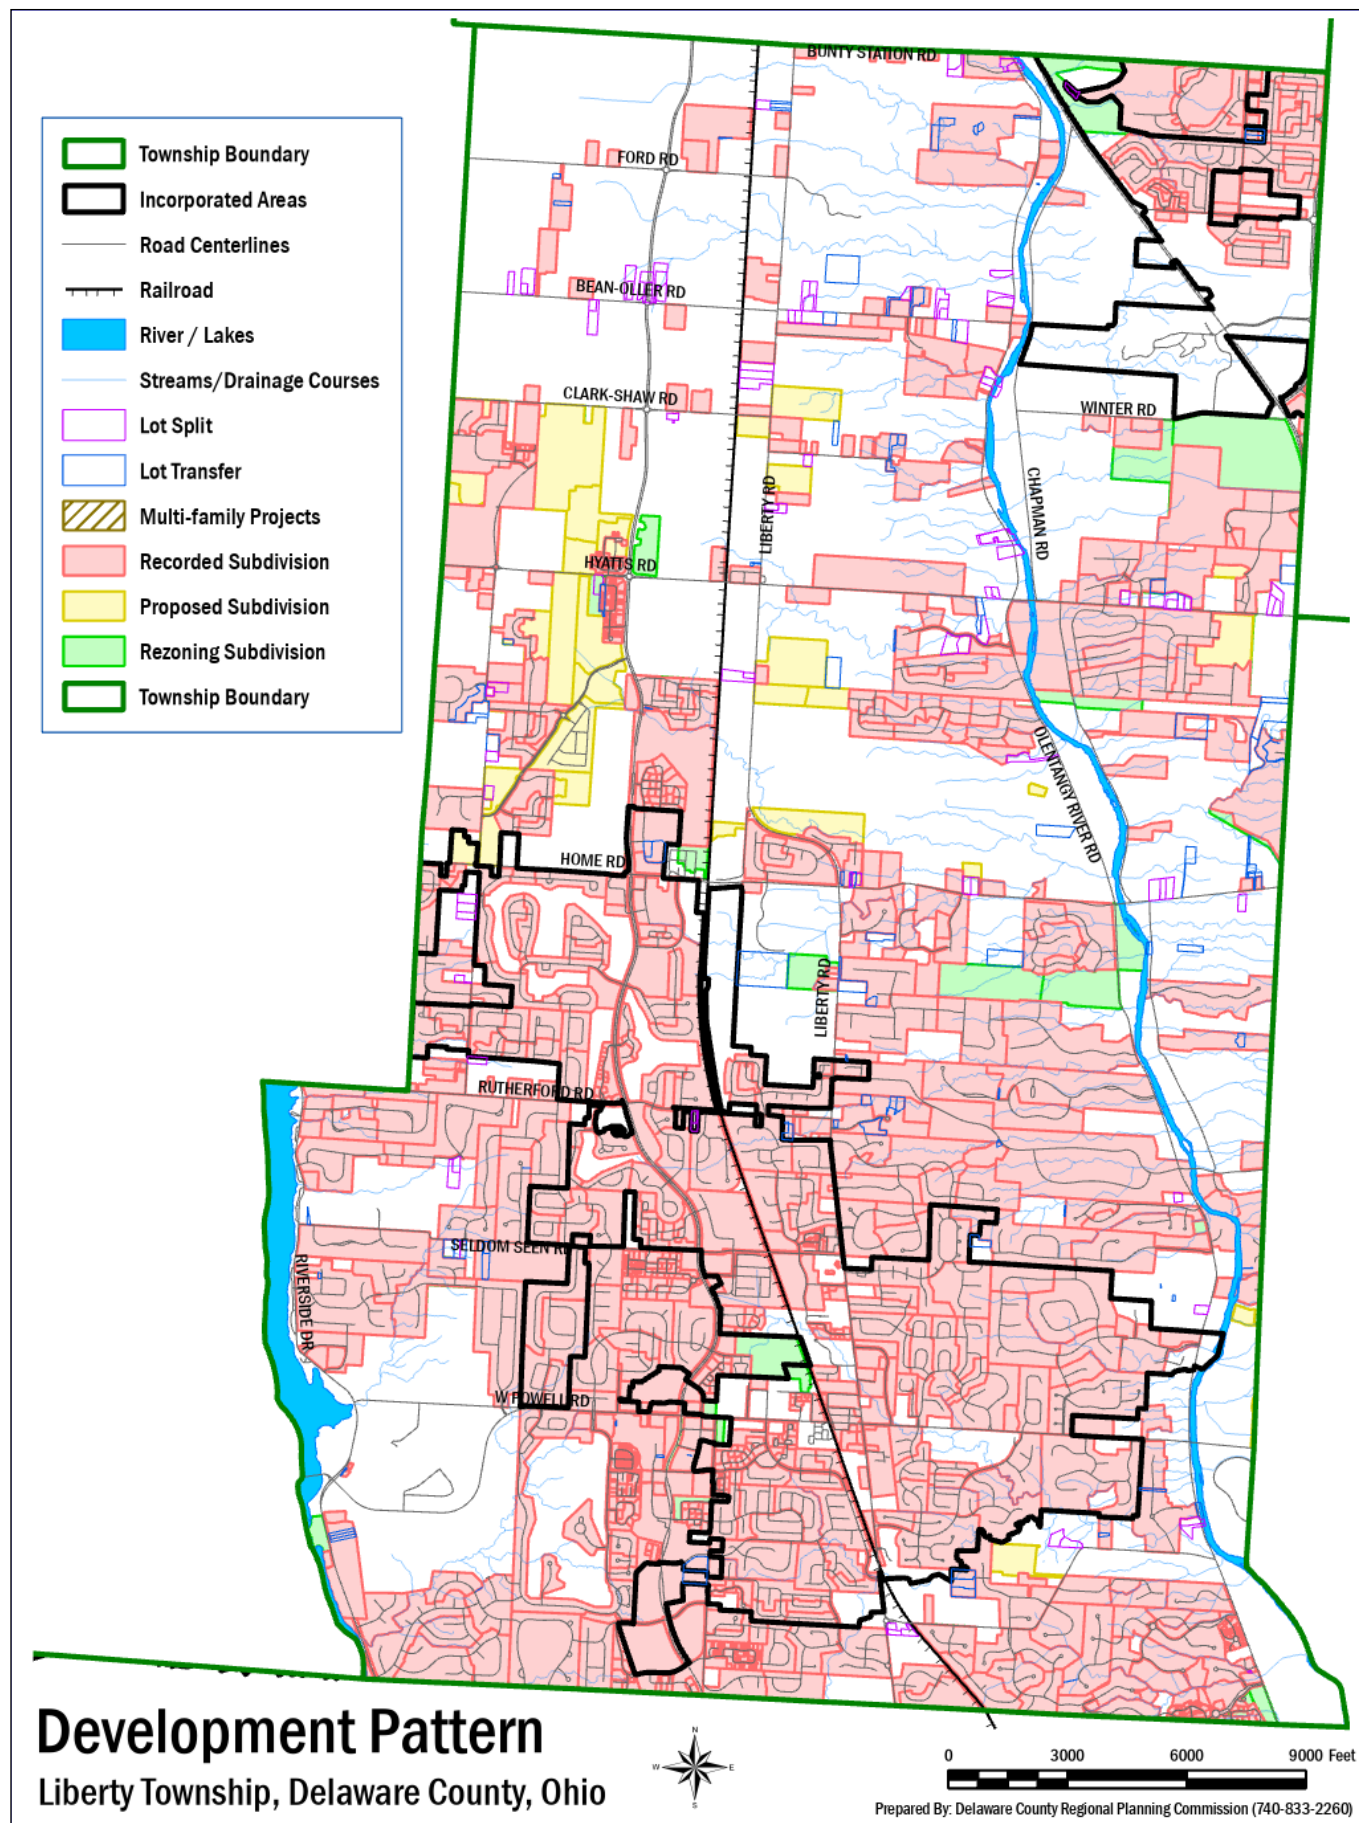 BUNTY STATION RD
Township Boundary
Incorporated Areas
FORD RD
Road Centerlines
Railroad
BEAN-OLLER RD
River / Lakes
Streams/Drainage Courses
CLARK-SHAW RD
WINTER RD
Lot Split
Lot Transfer
CHAPMAN RD
LIBERTY RD
Multi-family Projects
Recorded Subdivision
HYATTS RD
Proposed Subdivision
Rezoning Subdivision
Township Boundary
OLENTANGY RIVER RD
HOME RD
LIBERTY RD
RUTHERFORD RD
SELDOM SEEN RD
RIVERSIDE DR
W POWELL RD
Development Pattern
Liberty Township, Delaware County, Ohio
N
W E
S
0 3000 6000 9000 Feet
Prepared By: Delaware County Regional Planning Commission (740-833-2260)